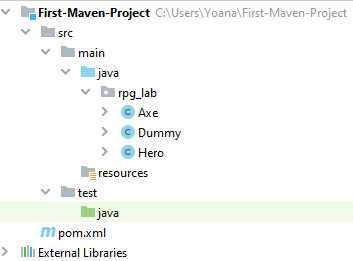 First-Maven-Project C:\Users\Yoana\First-Maven-Project
src
main
java
rpg_lab
Axe
Dummy
Hero
resources
test
java
pom.xml
External Libraries